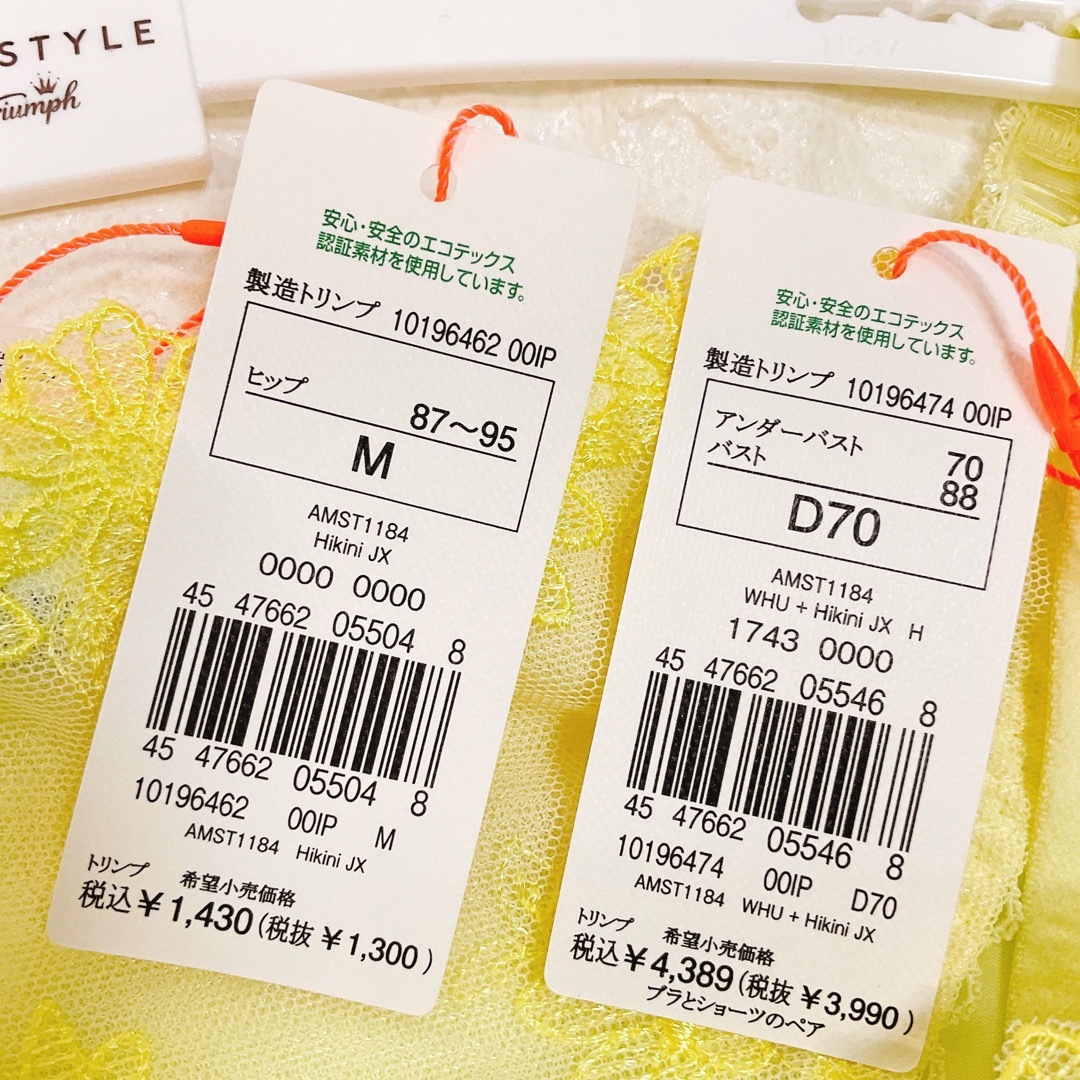 STYLE
安心・安全のエコテックス
認証素材を使用しています。
製造トリンプ 10196462 00IP
ヒップ
87〜95
M
AMST1184
Hikini JX
0000 0000
45 47662 05504 8
45 47662 05504 8
10196462 00IP M
AMST1184 Hikini JX
トリンプ 希望小売価格
税込¥1,430(税抜 ¥1,300)
安心・安全のエコテックス
認証素材を使用しています。
製造トリンプ 10196474 00IP
アンダーバスト 70
バスト 88
D70
AMST1184
WHU + Hikini JX H
1743 0000
45 47662 05546 8
45 47662 05546 8
10196474 00IP D70
AMST1184 WHU + Hikini JX
トリンプ 希望小売価格
税込¥4,389(税抜 ¥3,990)
ブラとショーツのペア